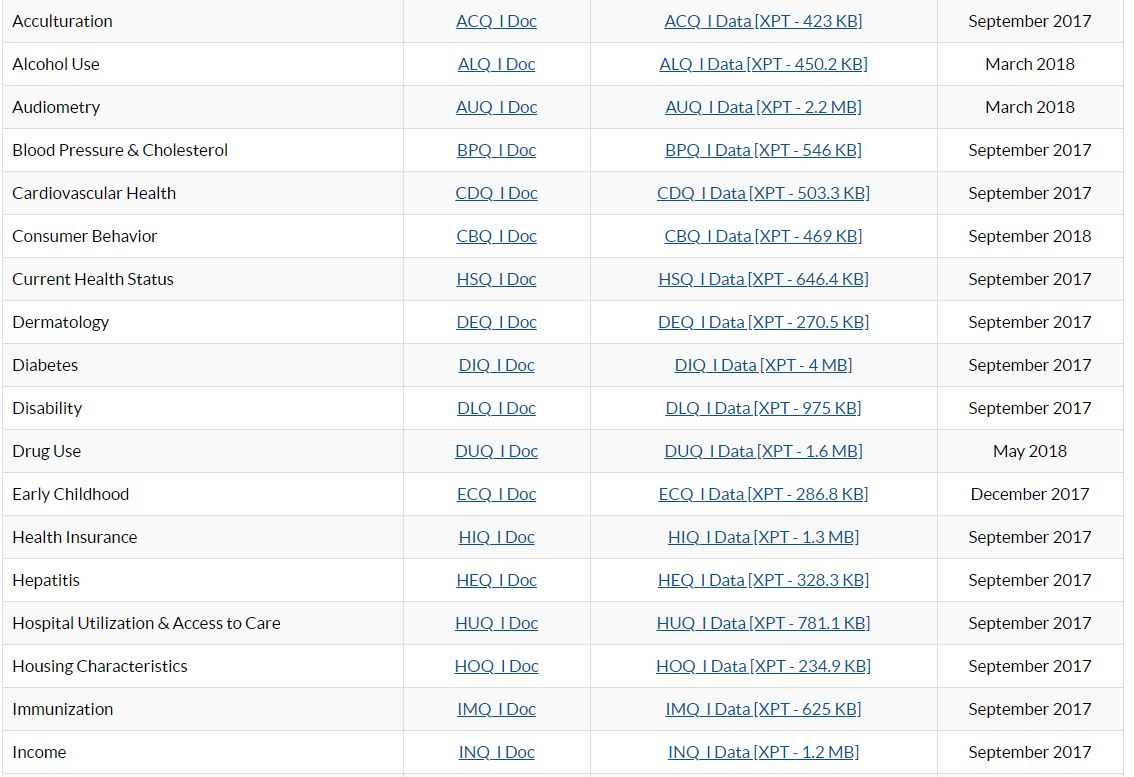 Acculturation ACQ_I Doc ACQ_I Data [XPT - 423 KB] September 2017
Alcohol Use ALQ_I Doc ALQ_I Data [XPT - 450.2 KB] March 2018
Audiometry AUQ_I Doc AUQ_I Data [XPT - 2.2 MB] March 2018
Blood Pressure & Cholesterol BPQ_I Doc BPQ_I Data [XPT - 546 KB] September 2017
Cardiovascular Health CDQ_I Doc CDQ_I Data [XPT - 503.3 KB] September 2017
Consumer Behavior CBQ_I Doc CBQ_I Data [XPT - 469 KB] September 2018
Current Health Status HSQ_I Doc HSQ_I Data [XPT - 646.4 KB] September 2017
Dermatology DEQ_I Doc DEQ_I Data [XPT - 270.5 KB] September 2017
Diabetes DIQ_I Doc DIQ_I Data [XPT - 4 MB] September 2017
Disability DLQ_I Doc DLQ_I Data [XPT - 975 KB] September 2017
Drug Use DUQ_I Doc DUQ_I Data [XPT - 1.6 MB] May 2018
Early Childhood ECQ_I Doc ECQ_I Data [XPT - 286.8 KB] December 2017
Health Insurance HIQ_I Doc HIQ_I Data [XPT - 1.3 MB] September 2017
Hepatitis HEQ_I Doc HEQ_I Data [XPT - 328.3 KB] September 2017
Hospital Utilization & Access to Care HUQ_I Doc HUQ_I Data [XPT - 781.1 KB] September 2017
Housing Characteristics HOQ_I Doc HOQ_I Data [XPT - 234.9 KB] September 2017
Immunization IMQ_I Doc IMQ_I Data [XPT - 625 KB] September 2017
Income INQ_I Doc INQ_I Data [XPT - 1.2 MB] September 2017